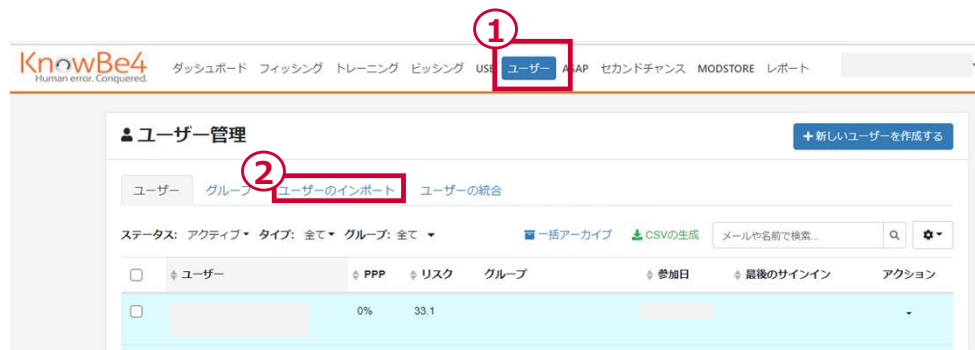 ①
KnowBe4
Human error. Conquered.
ダッシュボード フィッシング トレーニング ビッシング USB ユーザー ASAP セカンドチャンス MODSTORE レポート
ユーザー管理
+新しいユーザーを作成する
②
ユーザー グループ ユーザーのインポート ユーザーの統合
ステータス: アクティブ タイプ: 全て グループ: 全て 一括アーカイブ CSVの生成 メールや名前で検索...
ユーザー PPP リスク グループ 参加日 最後のサインイン アクション
0% 33.1